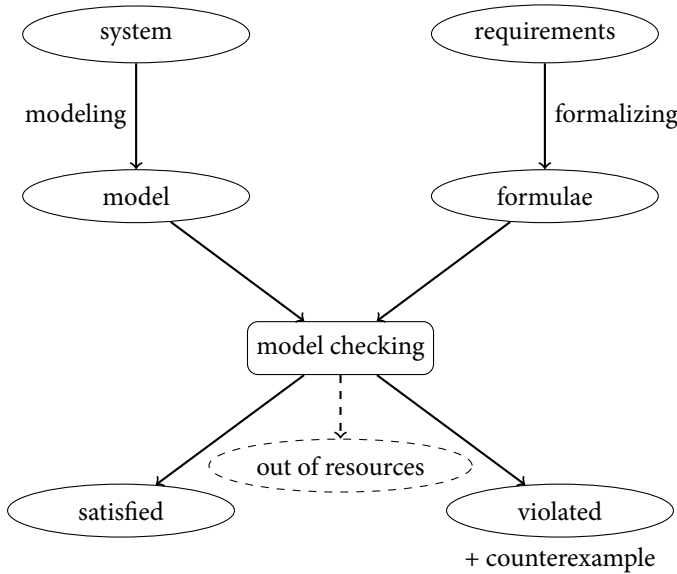 system
requirements
modeling
formalizing
model
formulae
model checking
out of resources
satisfied
violated
+ counterexample